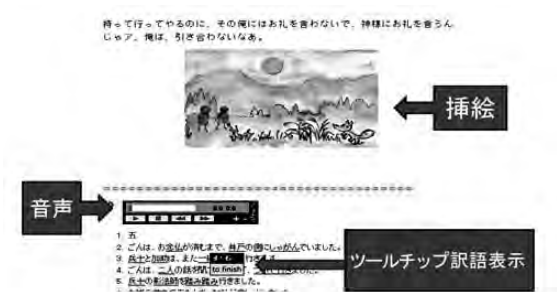 持って行ってやるのに、その俺にはお礼を言わないで、神様にお礼を言うん
じゃア、俺は、引き合わないなあ。
挿絵
音声
1. 五
2. ごんは、お念仏が済むまで、井戸の側にしゃがんでいました。
3. 兵十と加助は、また一 行きます。
4. ごんは、二人の話を聞 to finish
ツールチップ訳語表示
5. 兵十の影法師を踏み踏み行きました。